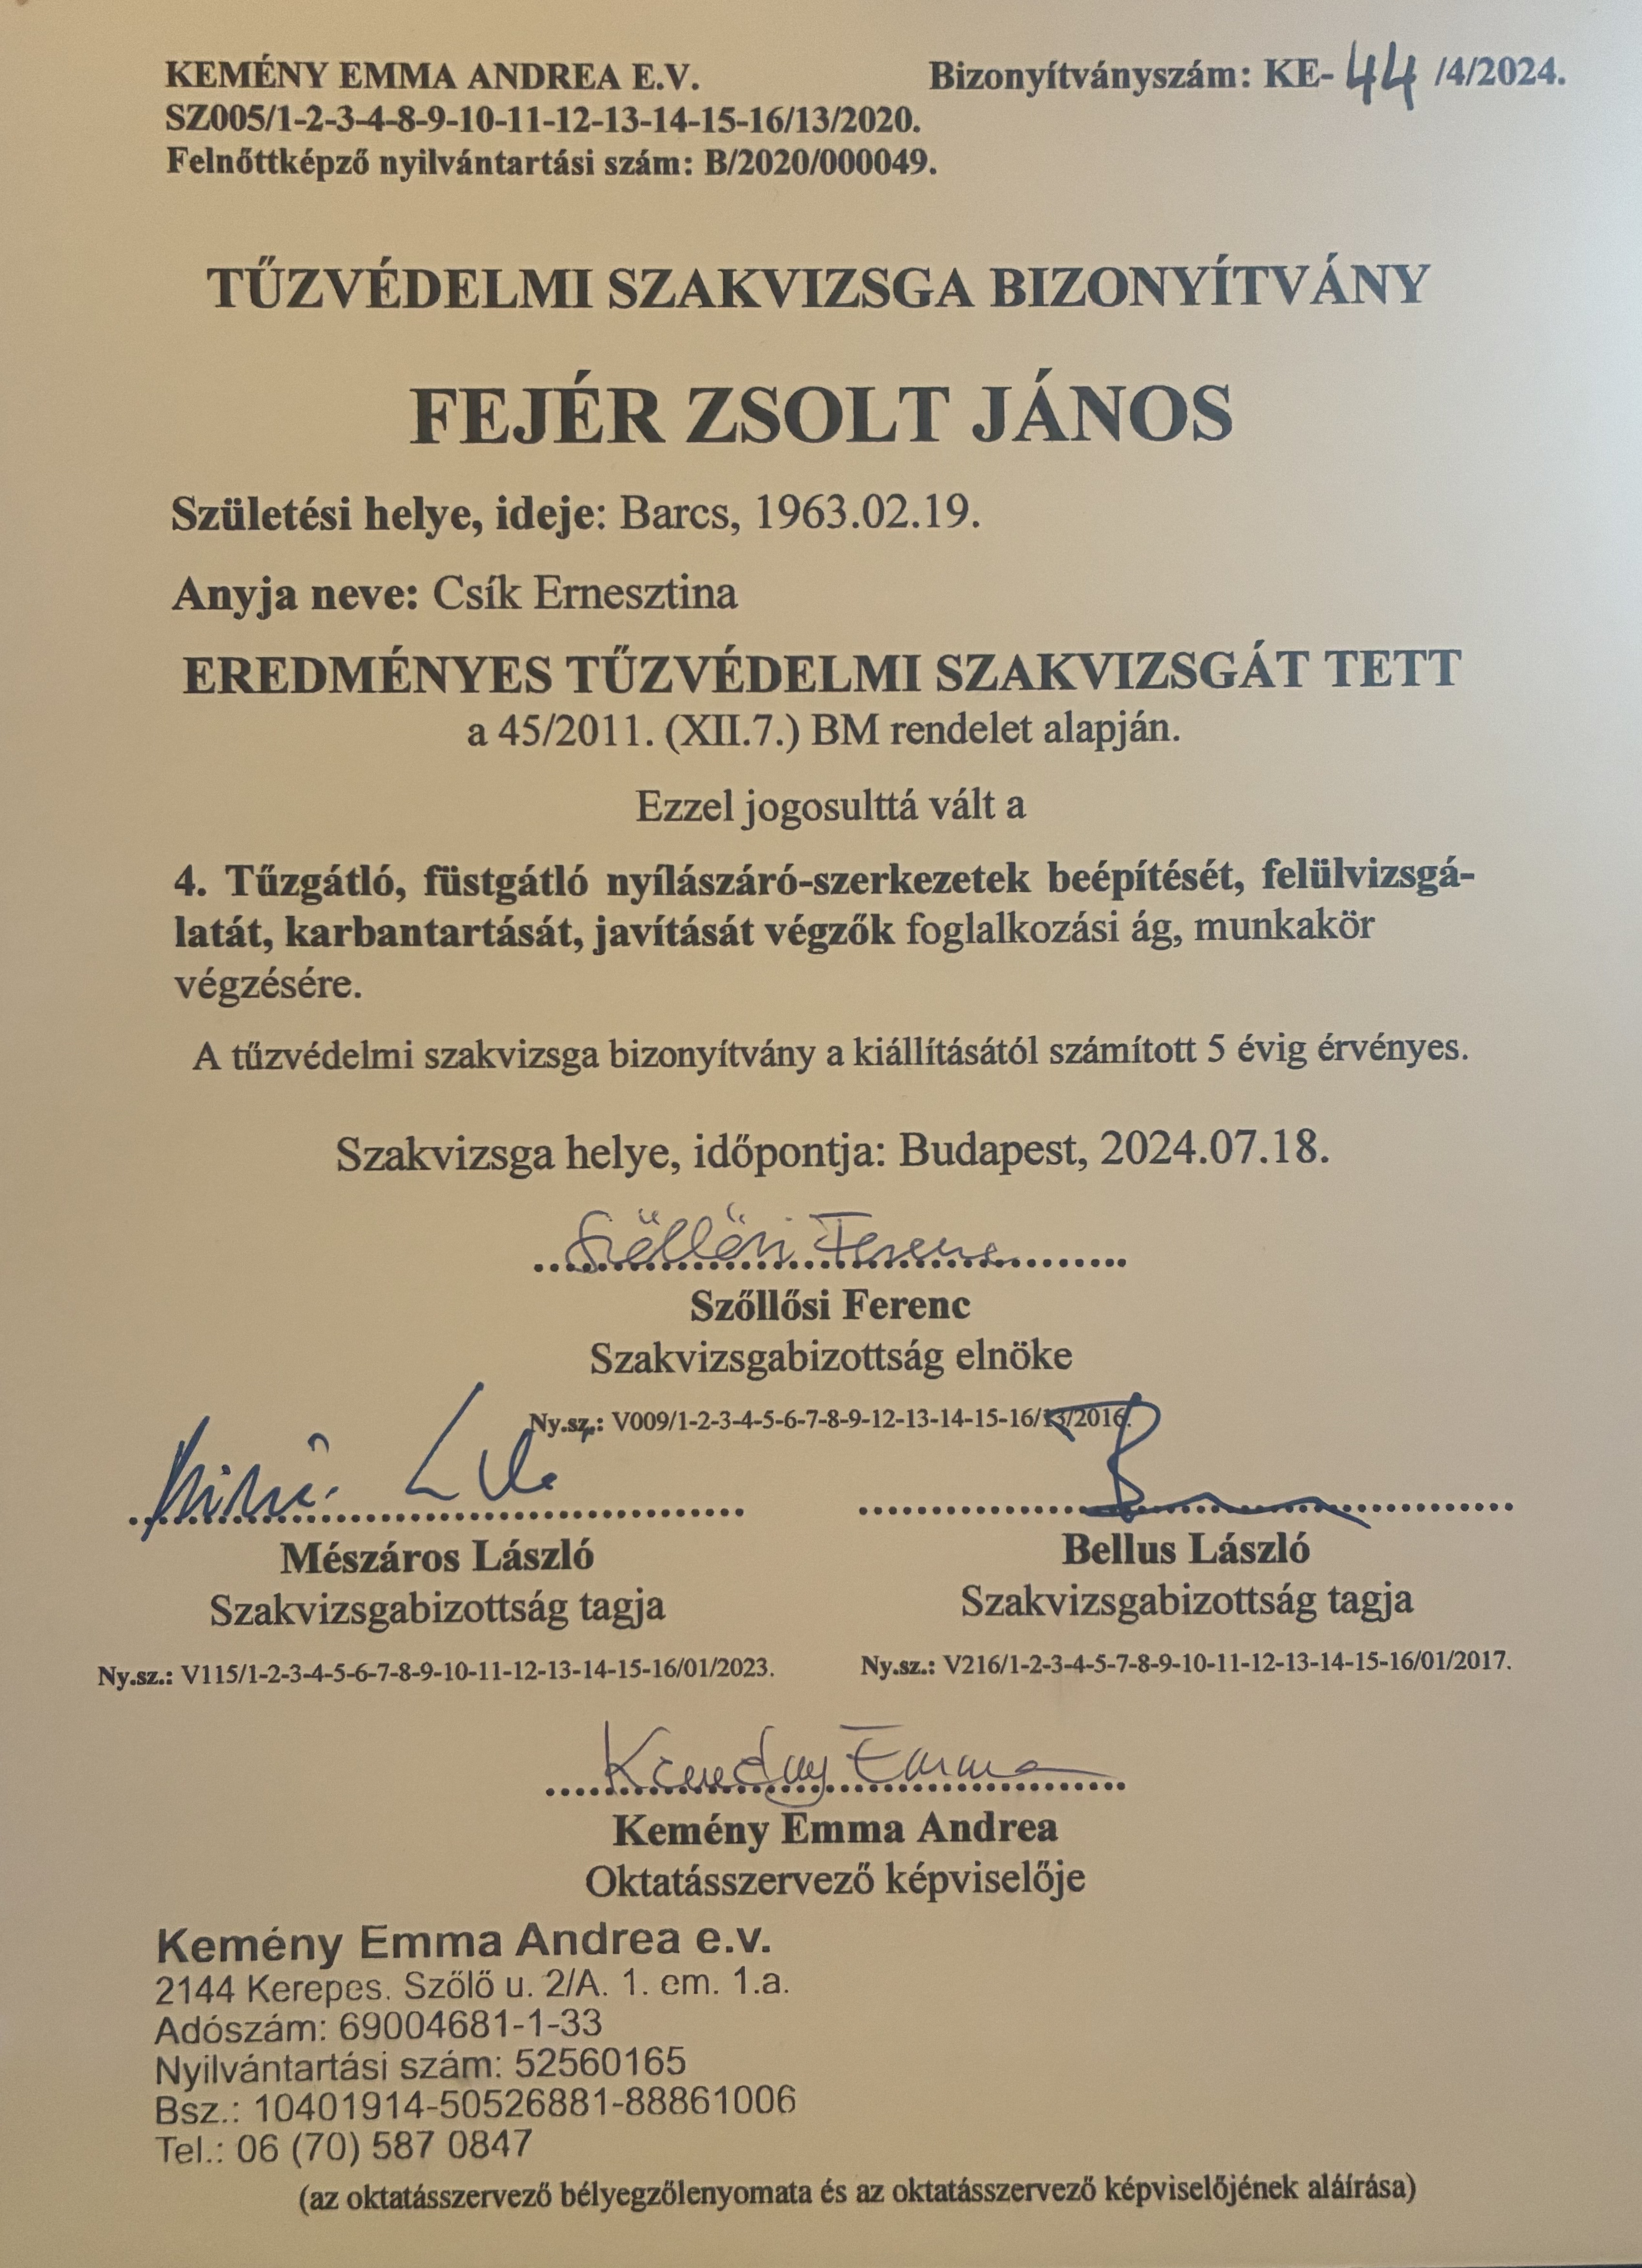 KEMÉNY EMMA ANDREA E.V.
Bizonyítványszám: KE-44/4/2024.
SZ005/1-2-3-4-8-9-10-11-12-13-14-15-16/13/2020.
Felnőttképző nyilvántartási szám: B/2020/000049.
TŰZVÉDELMI SZAKVIZSGA BIZONYÍTVÁNY
FEJÉR ZSOLT JÁNOS
Születési helye, ideje: Barcs, 1963.02.19.
Anyja neve: Csík Ernesztina
EREDMÉNYES TŰZVÉDELMI SZAKVIZSGÁT TETT
a 45/2011. (XII.7.) BM rendelet alapján.
Ezzel jogosulttá vált a
4. Tűzgátló, füstgátló nyílászáró-szerkezetek beépítését, felülvizsgá-
latát, karbantartását, javítását végzők foglalkozási ág, munkakör
végzésére.
A tűzvédelmi szakvizsga bizonyítvány a kiállításától számított 5 évig érvényes.
Szakvizsga helye, időpontja: Budapest, 2024.07.18.
Szőllősi Ferenc
Szőllősi Ferenc
Szakvizsgabizottság elnöke
Ny.sz.: V009/1-2-3-4-5-6-7-8-9-12-13-14-15-16/13/2016.
Mészáros László
Szakvizsgabizottság tagja
Ny.sz.: V115/1-2-3-4-5-6-7-8-9-10-11-12-13-14-15-16/01/2023.
Bellus László
Szakvizsgabizottság tagja
Ny.sz.: V216/1-2-3-4-5-7-8-9-10-11-12-13-14-15-16/01/2017.
Kemény Emma
Kemény Emma Andrea
Oktatásszervező képviselője
Kemény Emma Andrea e.v.
2144 Kerepes. Szőlő u. 2/A. 1. em. 1.a.
Adószám: 69004681-1-33
Nyilvántartási szám: 52560165
Bsz.: 10401914-50526881-88861006
Tel.: 06 (70) 587 0847
(az oktatásszervező bélyegzőlenyomata és az oktatásszervező képviselőjének aláírása)